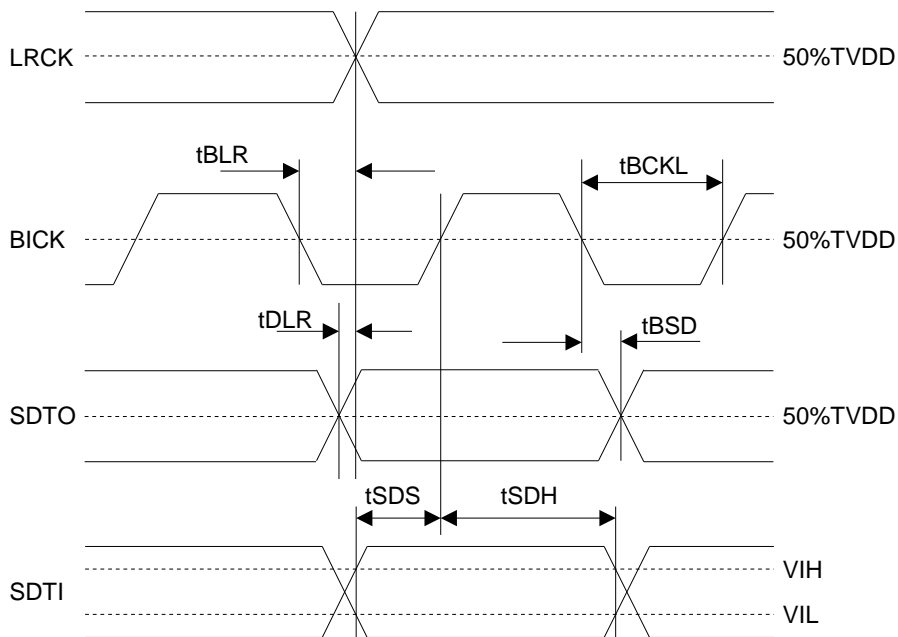 LRCK
50%TVDD
tBLR
tBCKL
BICK
50%TVDD
tDLR
tBSD
SDTO
50%TVDD
tSDS
tSDH
SDTI
VIH
VIL